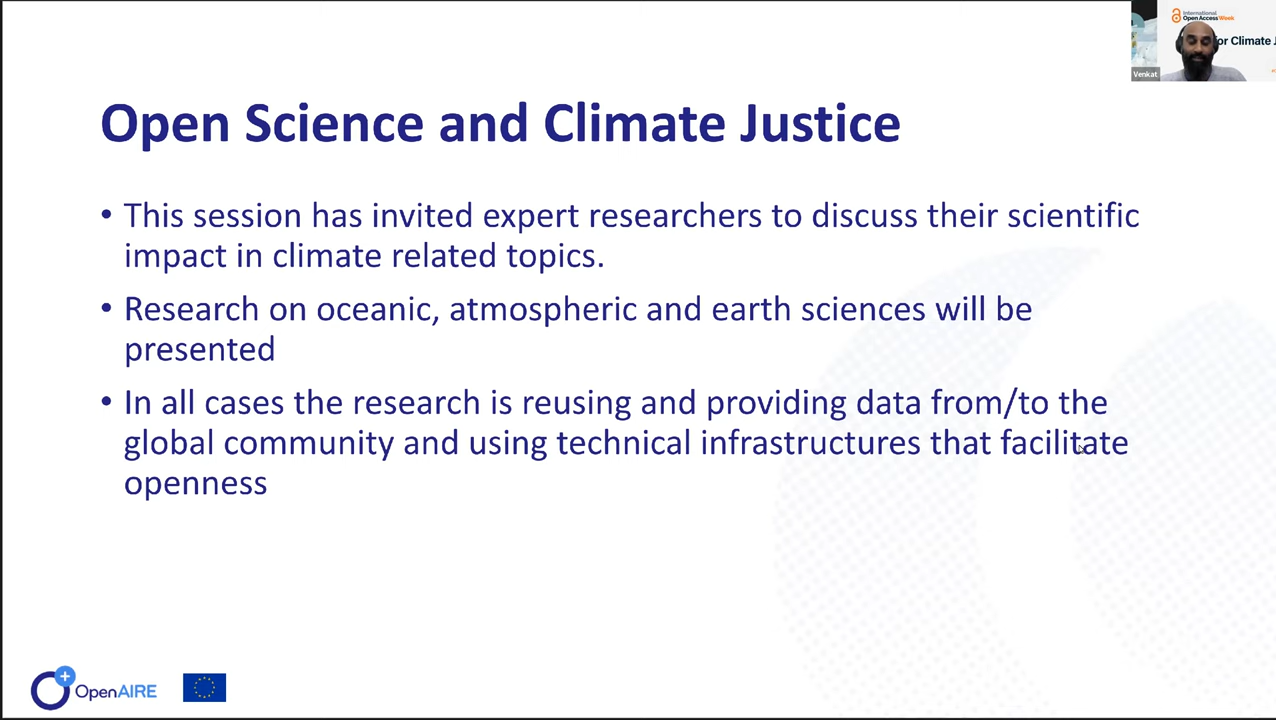 International
Open Access Week
or Climate J
Venkat
Open Science and Climate Justice
• This session has invited expert researchers to discuss their scientific
impact in climate related topics.
• Research on oceanic, atmospheric and earth sciences will be
presented
• In all cases the research is reusing and providing data from/to the
global community and using technical infrastructures that facilitate
openness
OpenAIRE